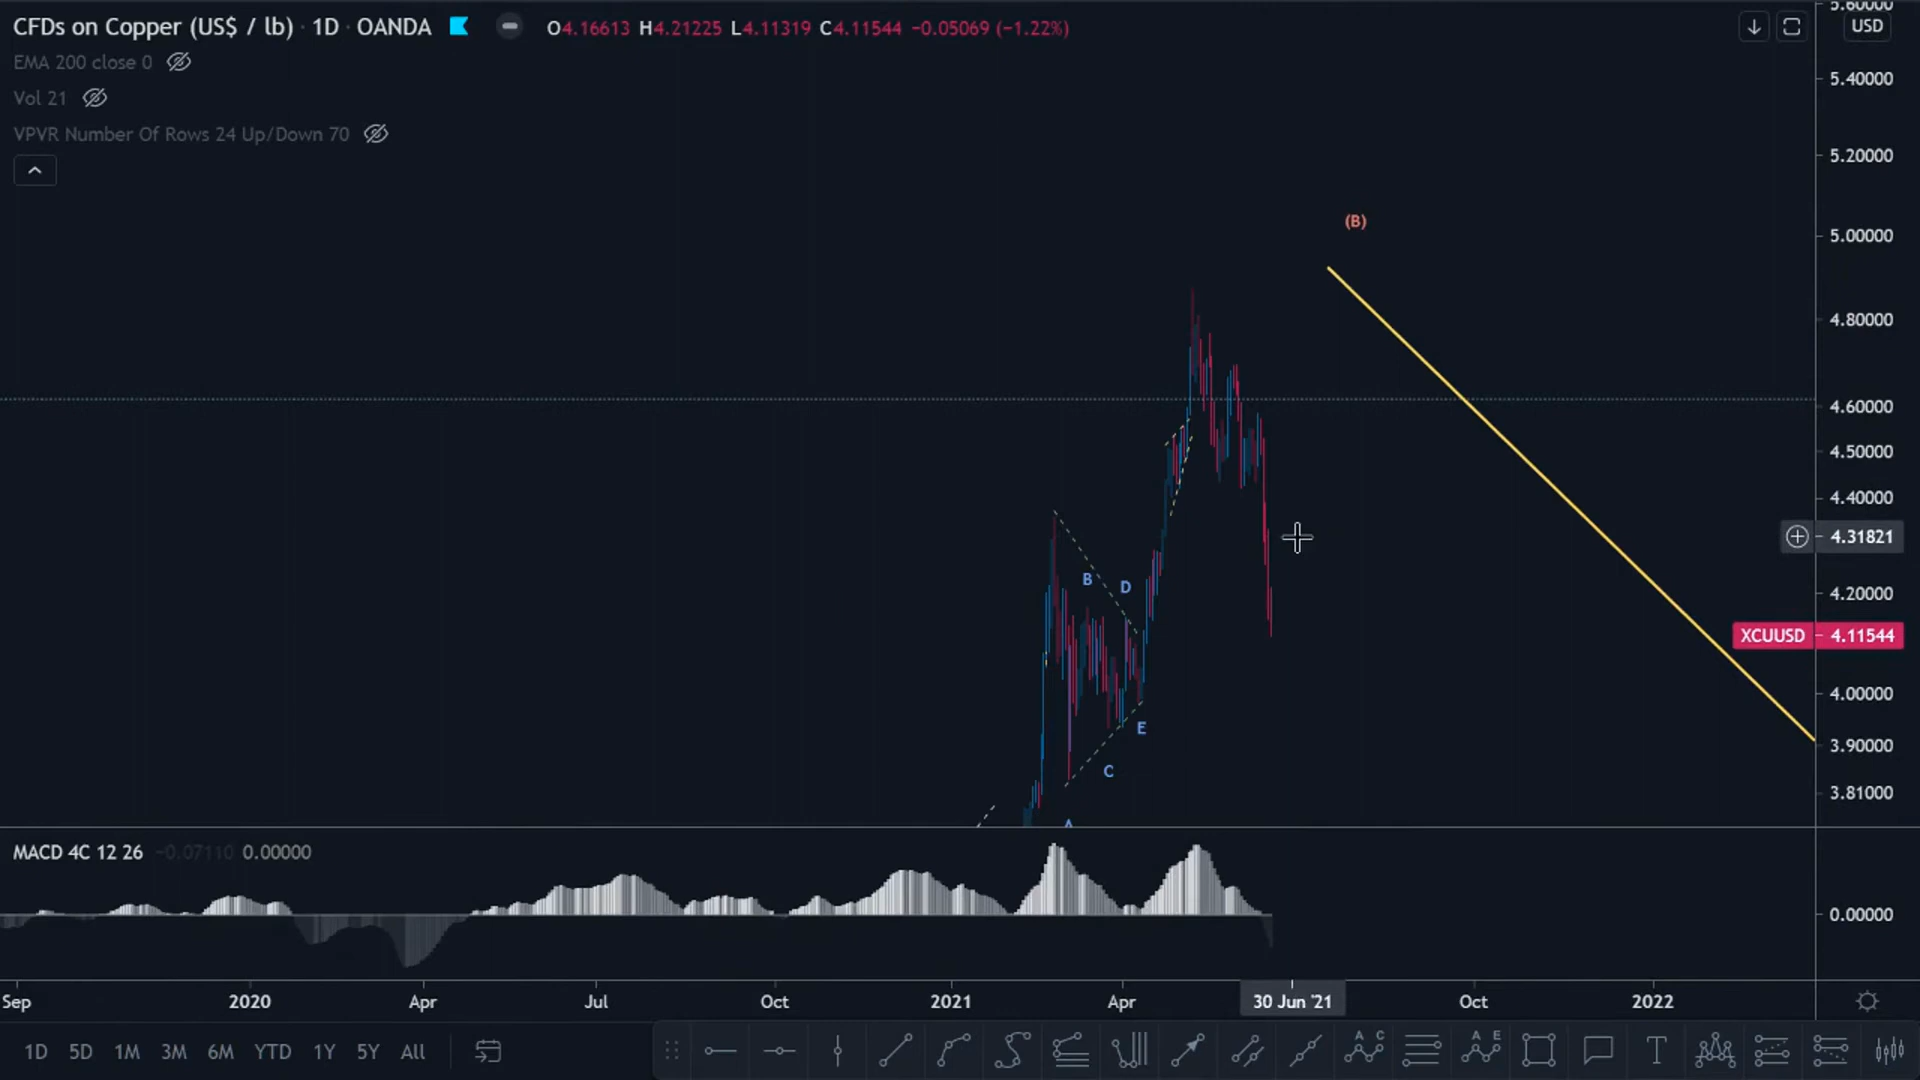 CFDs on Copper (US$ / lb) · 1D · OANDA O4.16613 H4.21225 L4.11319 C4.11544 −0.05069 (−1.22%)
USD
EMA 200 close 0
Vol 21
VPVR Number Of Rows 24 Up/Down 70
5.60000
5.40000
5.20000
5.00000
4.80000
4.60000
4.50000
4.40000
4.31821
4.20000
XCUUSD 4.11544
4.00000
3.90000
3.81000
(B)
B
D
E
C
A
MACD 4C 12 26 −0.07110 0.00000
0.00000
Sep 2020 Apr Jul Oct 2021 Apr 30 Jun '21 Oct 2022
1D 5D 1M 3M 6M YTD 1Y 5Y All
A C
A E
T